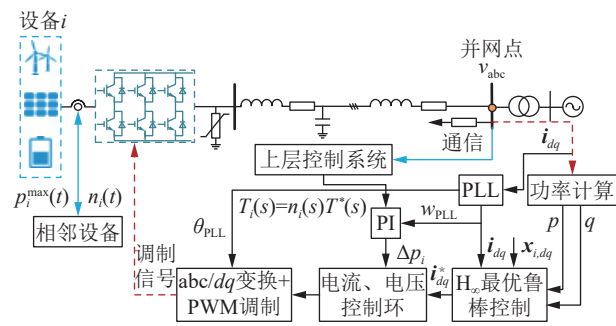 设备i
并网点
v_abc
通信
i_dq
上层控制系统
p_i^max(t)
n_i(t)
相邻设备
θ_PLL
T_i(s)=n_i(s)T*(s)
PI
PLL
w_PLL
功率计算
p
q
调制
信号
Δp_i
i_dq
x_i,dq
abc/dq变换+
PWM调制
电流、电压
控制环
i*_dq
H∞最优鲁
棒控制